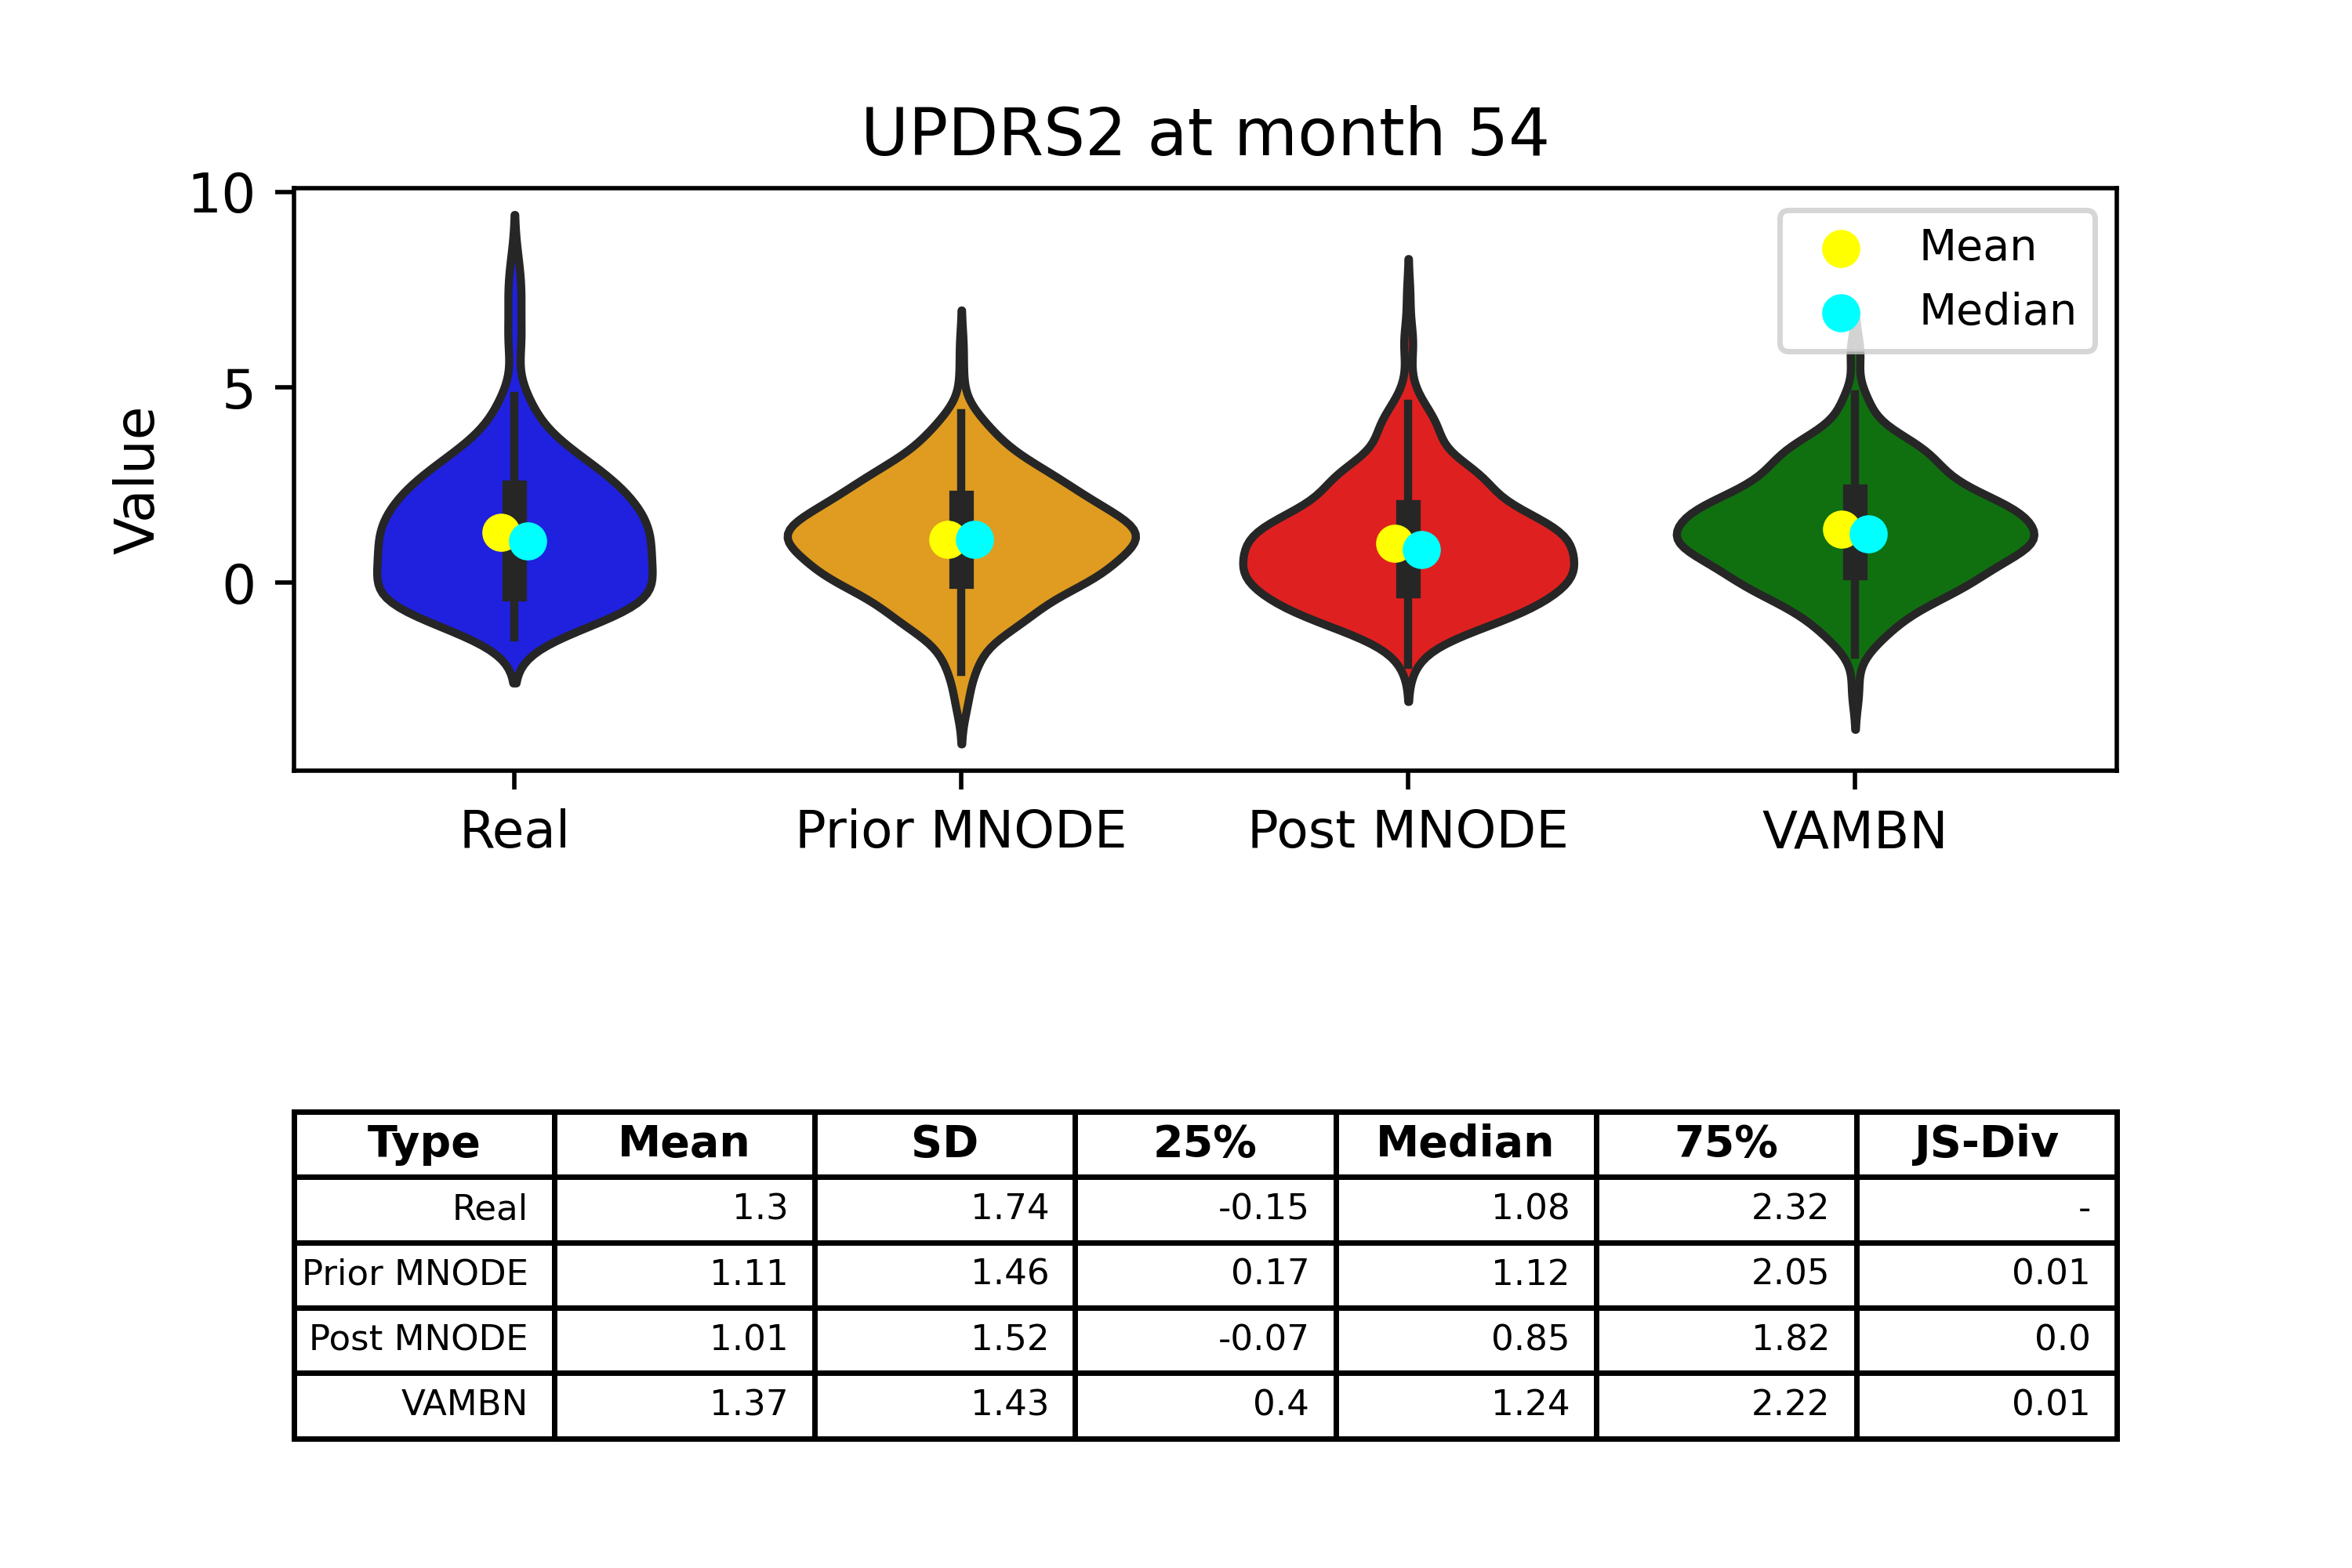 UPDRS2 at month 54
10
5
0
Value
Mean
Median
Real Prior MNODE Post MNODE VAMBN
Type Mean SD 25% Median 75% JS-Div
Real 1.3 1.74 -0.15 1.08 2.32 -
Prior MNODE 1.11 1.46 0.17 1.12 2.05 0.01
Post MNODE 1.01 1.52 -0.07 0.85 1.82 0.0
VAMBN 1.37 1.43 0.4 1.24 2.22 0.01